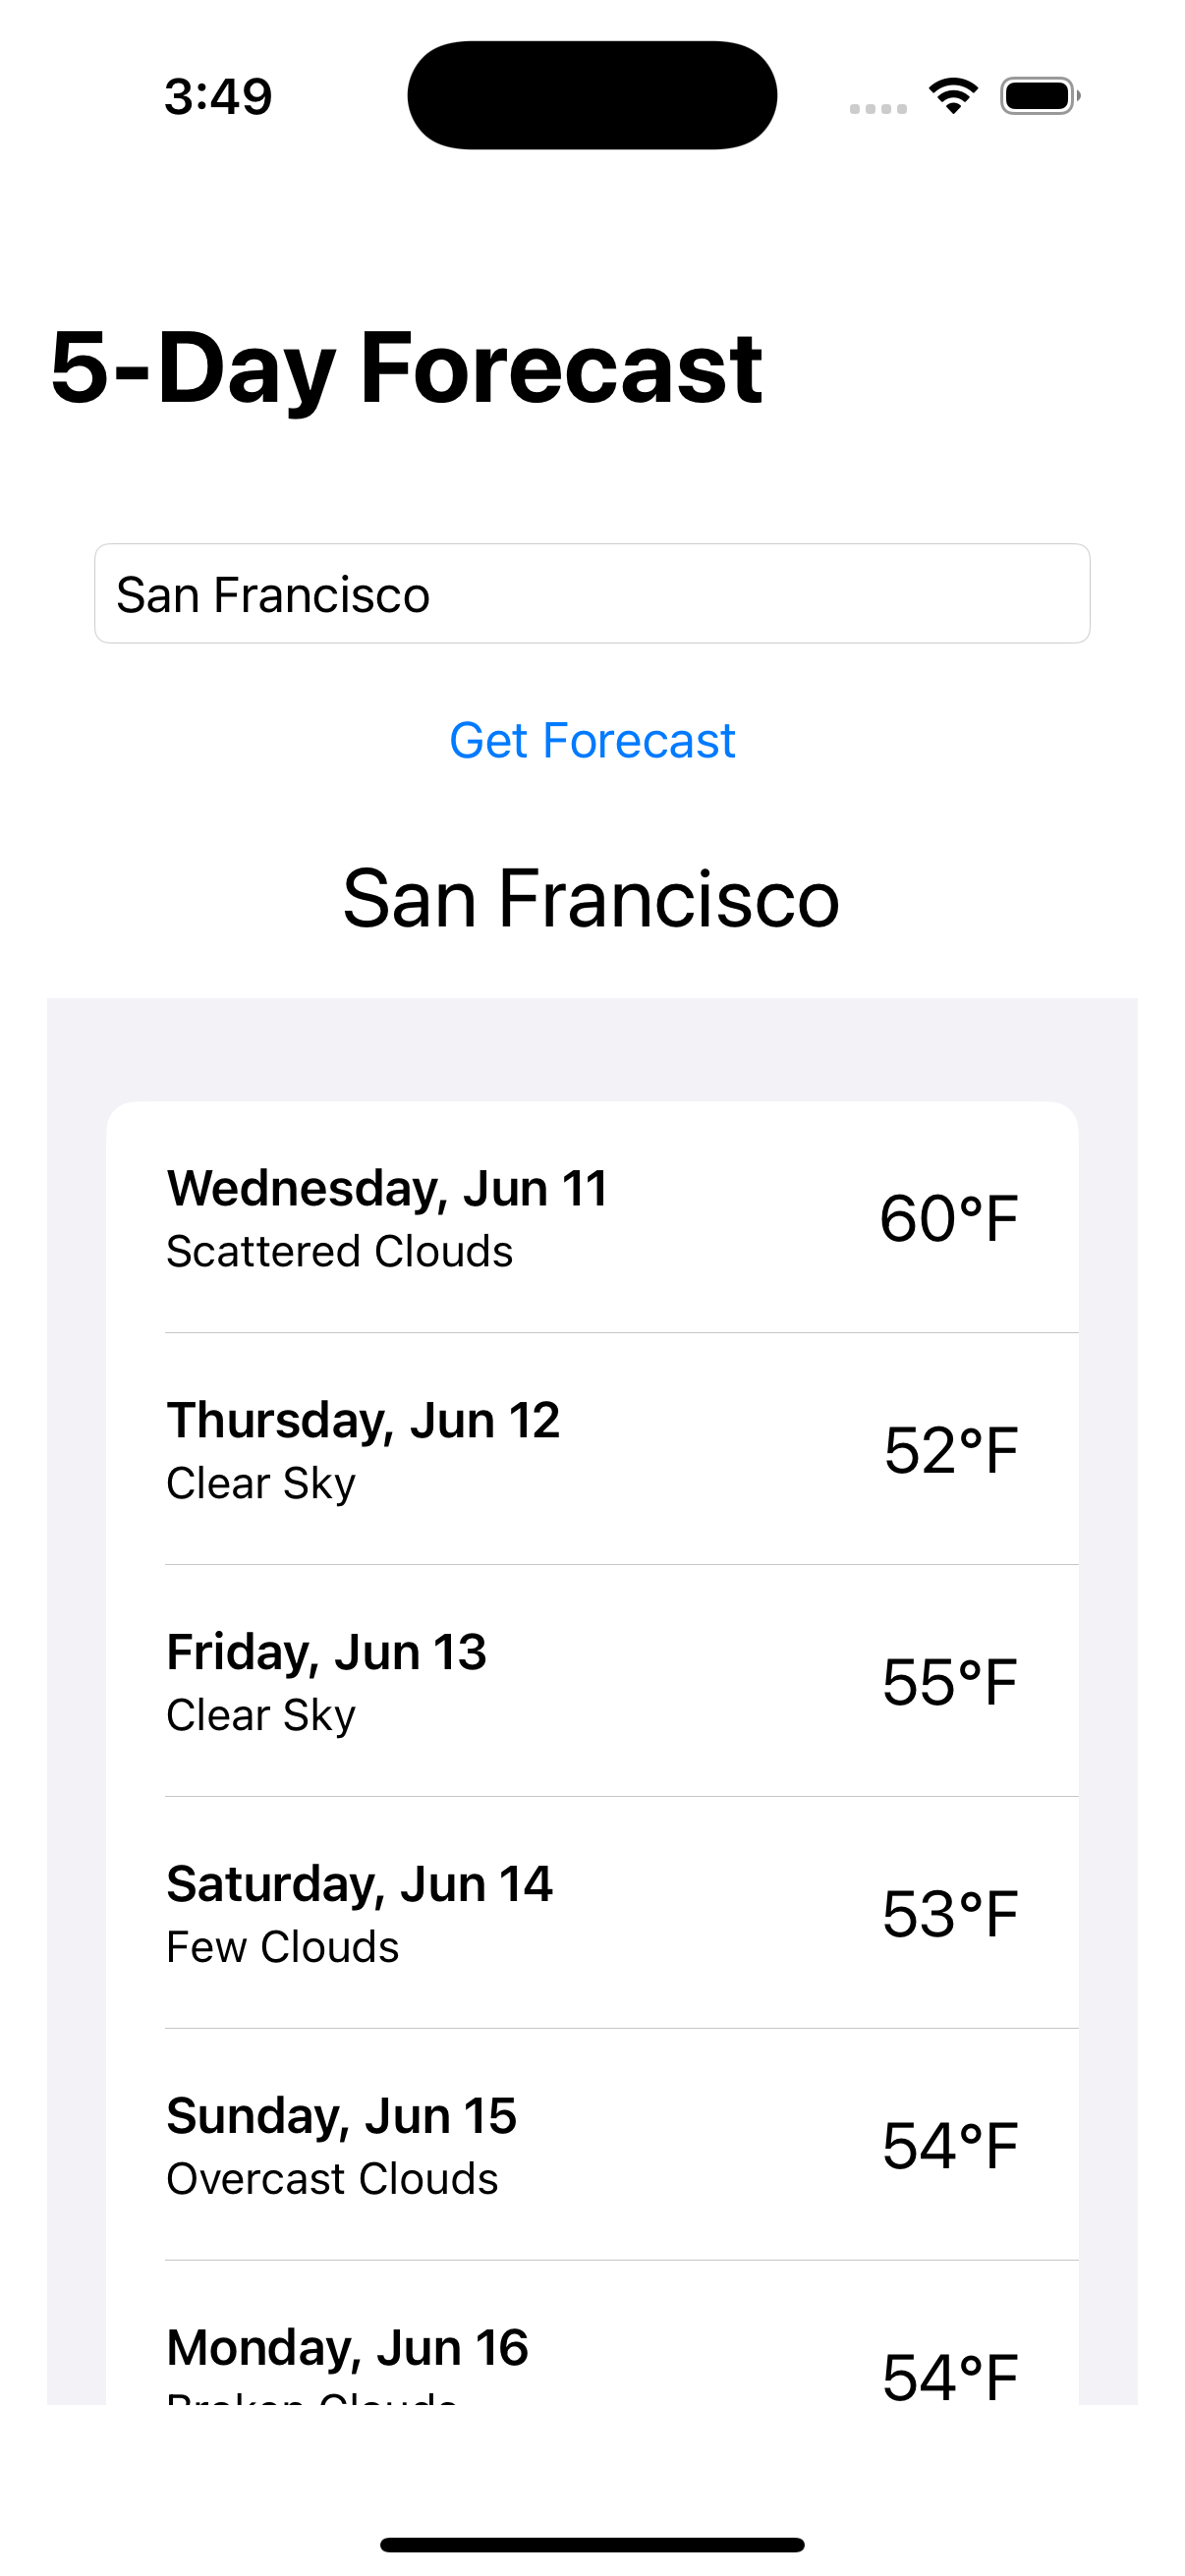 3:49
5-Day Forecast
San Francisco
Get Forecast
San Francisco
Wednesday, Jun 11
Scattered Clouds
60°F
Thursday, Jun 12
Clear Sky
52°F
Friday, Jun 13
Clear Sky
55°F
Saturday, Jun 14
Few Clouds
53°F
Sunday, Jun 15
Overcast Clouds
54°F
Monday, Jun 16
Broken Clouds
54°F